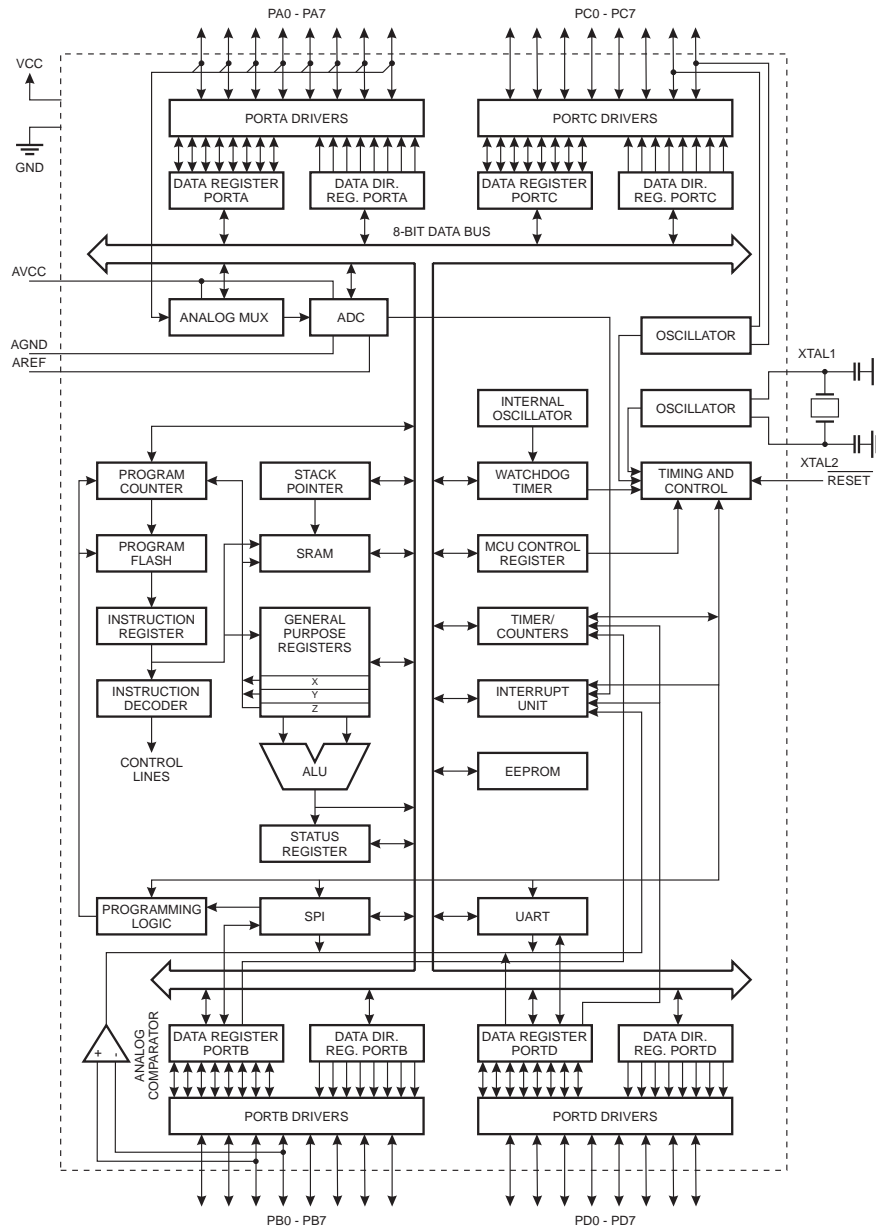 PA0 - PA7
PC0 - PC7
VCC
GND
PORTA DRIVERS
PORTC DRIVERS
DATA REGISTER
PORTA
DATA DIR.
REG. PORTA
DATA REGISTER
PORTC
DATA DIR.
REG. PORTC
8-BIT DATA BUS
AVCC
ANALOG MUX
ADC
AGND
AREF
OSCILLATOR
XTAL1
INTERNAL
OSCILLATOR
OSCILLATOR
XTAL2
RESET
PROGRAM
COUNTER
STACK
POINTER
WATCHDOG
TIMER
TIMING AND
CONTROL
PROGRAM
FLASH
SRAM
MCU CONTROL
REGISTER
INSTRUCTION
REGISTER
GENERAL
PURPOSE
REGISTERS
X
Y
Z
TIMER/
COUNTERS
INSTRUCTION
DECODER
INTERRUPT
UNIT
CONTROL
LINES
ALU
EEPROM
STATUS
REGISTER
PROGRAMMING
LOGIC
SPI
UART
ANALOG
COMPARATOR
+
-
DATA REGISTER
PORTB
DATA DIR.
REG. PORTB
DATA REGISTER
PORTD
DATA DIR.
REG. PORTD
PORTB DRIVERS
PORTD DRIVERS
PB0 - PB7
PD0 - PD7